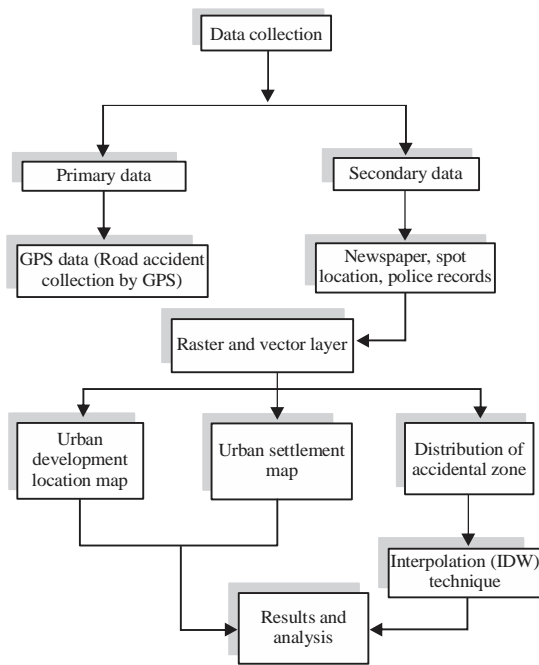 Data collection
Primary data
Secondary data
GPS data (Road accident
collection by GPS)
Newspaper, spot
location, police records
Raster and vector layer
Urban
development
location map
Urban settlement
map
Distribution of
accidental zone
Interpolation (IDW)
technique
Results and
analysis